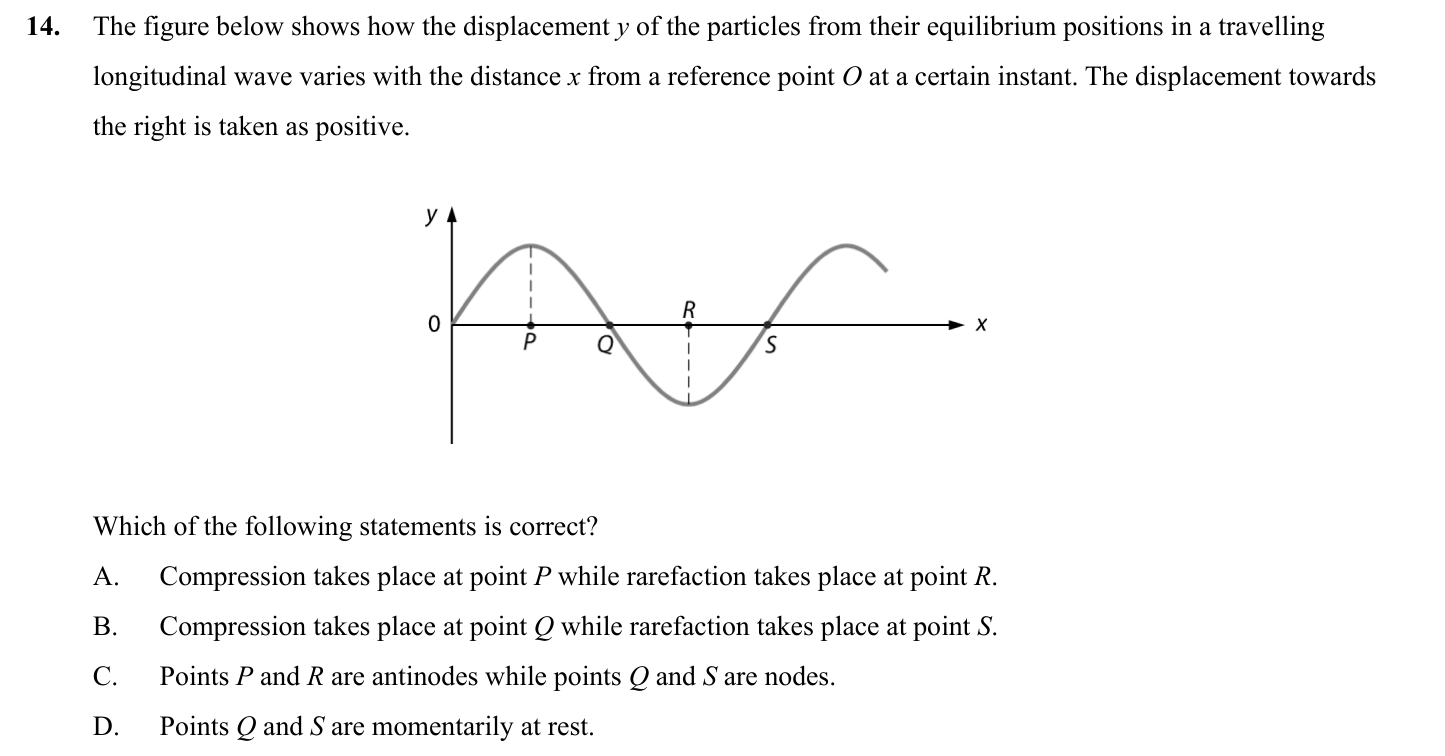 14. The figure below shows how the displacement y of the particles from their equilibrium positions in a travelling
longitudinal wave varies with the distance x from a reference point O at a certain instant. The displacement towards
the right is taken as positive.
y
R
0
x
P
Q
S
Which of the following statements is correct?
A. Compression takes place at point P while rarefaction takes place at point R.
B. Compression takes place at point Q while rarefaction takes place at point S.
C. Points P and R are antinodes while points Q and S are nodes.
D. Points Q and S are momentarily at rest.